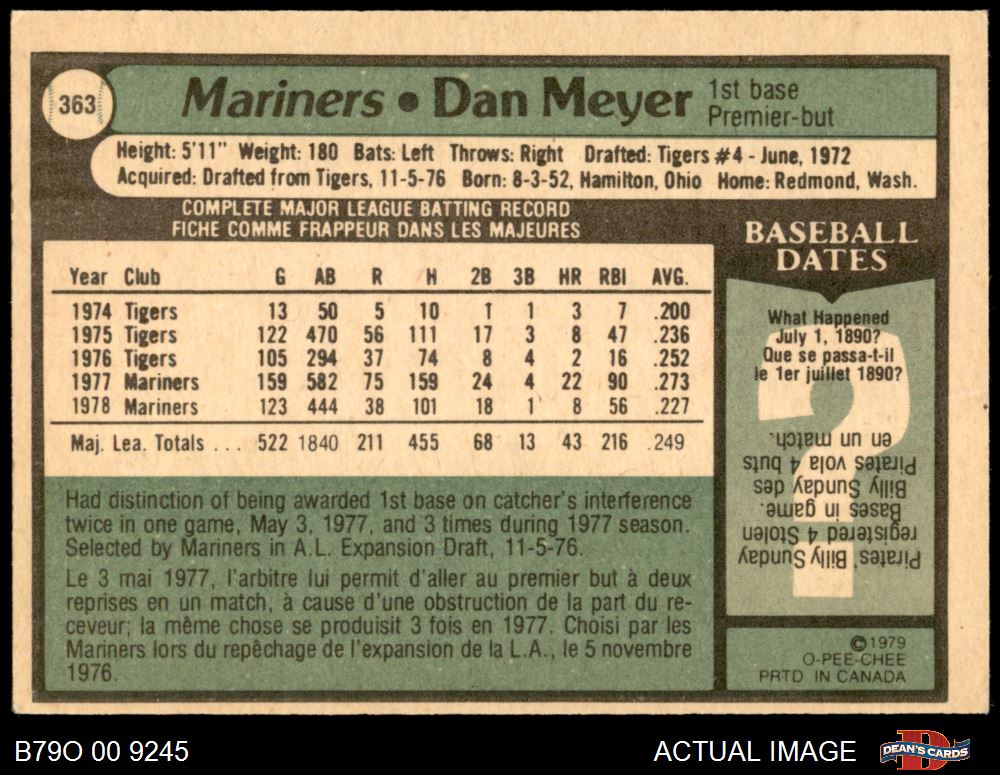 363
Mariners • Dan Meyer
1st base
Premier-but
Height: 5'11" Weight: 180 Bats: Left Throws: Right Drafted: Tigers #4 - June, 1972
Acquired: Drafted from Tigers, 11-5-76 Born: 8-3-52, Hamilton, Ohio Home: Redmond, Wash.
COMPLETE MAJOR LEAGUE BATTING RECORD
FICHE COMME FRAPPEUR DANS LES MAJEURES
Year Club G AB R H 2B 3B HR RBI AVG.
1974 Tigers 13 50 5 10 1 1 3 7 .200
1975 Tigers 122 470 56 111 17 3 8 47 .236
1976 Tigers 105 294 37 74 8 4 2 16 .252
1977 Mariners 159 582 75 159 24 4 22 90 .273
1978 Mariners 123 444 38 101 18 1 8 56 .227
Maj. Lea. Totals ... 522 1840 211 455 68 13 43 216 .249
Had distinction of being awarded 1st base on catcher's interference
twice in one game, May 3, 1977, and 3 times during 1977 season.
Selected by Mariners in A.L. Expansion Draft, 11-5-76.
Le 3 mai 1977, l'arbitre lui permit d'aller au premier but à deux
reprises en un match, à cause d'une obstruction de la part du re-
ceveur; la même chose se produisit 3 fois en 1977. Choisi par les
Mariners lors du repêchage de l'expansion de la L.A., le 5 novembre
1976.
BASEBALL
DATES
What Happened
July 1, 1890?
Que se passa-t-il
le 1er juillet 1890?
Pirates' Billy Sunday
registered 4 Stolen
Bases in game.
Billy Sunday des
Pirates vola 4 buts
en un match.
©1979
O-PEE-CHEE
PRTD IN CANADA
B79O 00 9245
ACTUAL IMAGE
DEAN'S CARDS